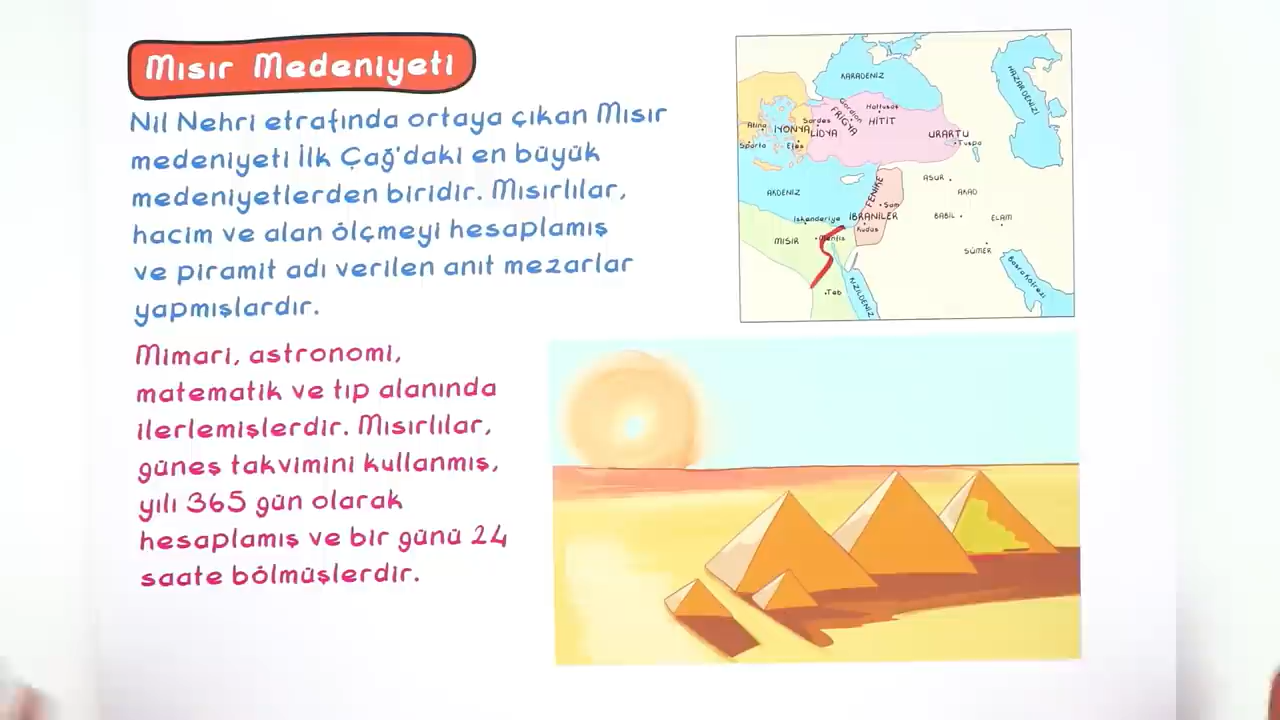 Mısır Medeniyeti
Nil Nehri etrafında ortaya çıkan Mısır
medeniyeti İlk Çağ'daki en büyük
medeniyetlerden biridir. Mısırlılar,
hacim ve alan ölçmeyi hesaplamış
ve piramit adı verilen anıt mezarlar
yapmışlardır.
Mimari, astronomi,
matematik ve tıp alanında
ilerlemişlerdir. Mısırlılar,
güneş takvimini kullanmış,
yılı 365 gün olarak
hesaplamış ve bir günü 24
saate bölmüşlerdir.
KARADENİZ
HAZAR DENİZİ
Gordion
FRİGYA
Hattuşaş
HİTİT
Atina
İYONYA
Sardes
LİDYA
URARTU
Tuşpa
Sparta
Efes
ASUR
AKDENİZ
FENİKE
Şam
AKAD
İskenderiye
İBRANİLER
BABİL
ELAM
Kudüs
MISIR
Memfis
SÜMER
Teb
KIZILDENİZ
Basra Körfezi